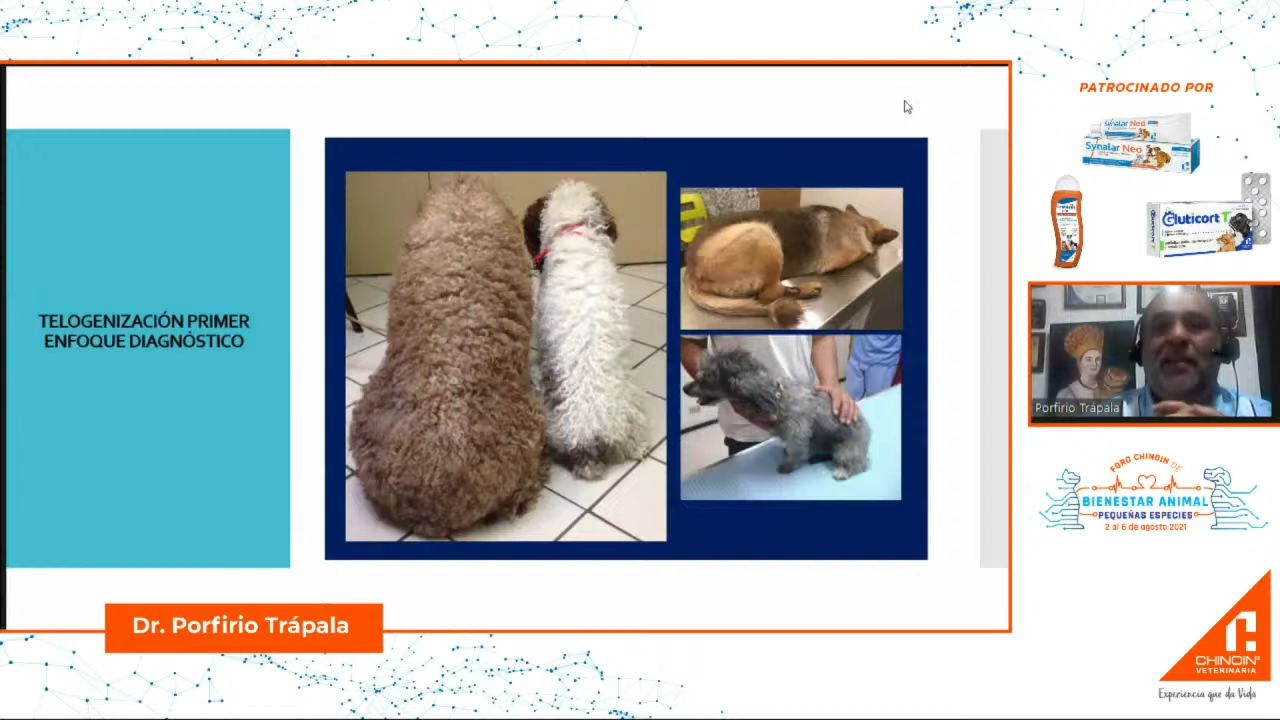 PATROCINADO POR
Synalar Neo
Synalar Neo
Gluticort T
TELOGENIZACIÓN PRIMER
ENFOQUE DIAGNÓSTICO
Porfirio Trápala
FORO CHINOIN DE
BIENESTAR ANIMAL
PEQUEÑAS ESPECIES
2 al 6 de agosto 2021
Dr. Porfirio Trápala
CHINOIN
VETERINARIA
Experiencia que da Vida